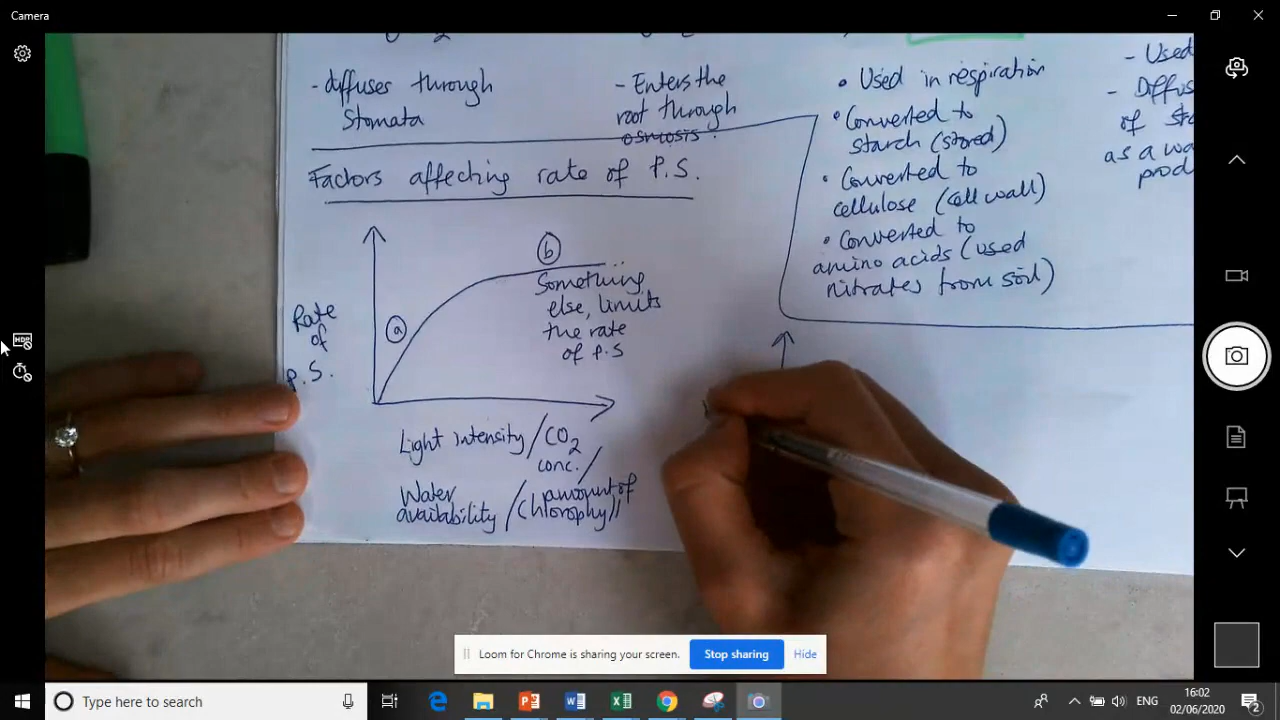 Camera
- diffuses through
Stomata
- Enters the
root through
osmosis.
• Used in respiration
• Converted to
starch (stored)
• Converted to
cellulose (cell wall)
• Converted to
amino acids (used
nitrates from soil)
- Used
- Diffus
of sto
as a wa
prod
Factors affecting rate of P.S.
Rate
of
P.S.
a
b
Something
else, limits
the rate
of P.S
Light intensity / CO2
conc. /
Water
availability / amount of
Chlorophyll
Loom for Chrome is sharing your screen.
Stop sharing
Hide
Type here to search
ENG
16:02
02/06/2020
2